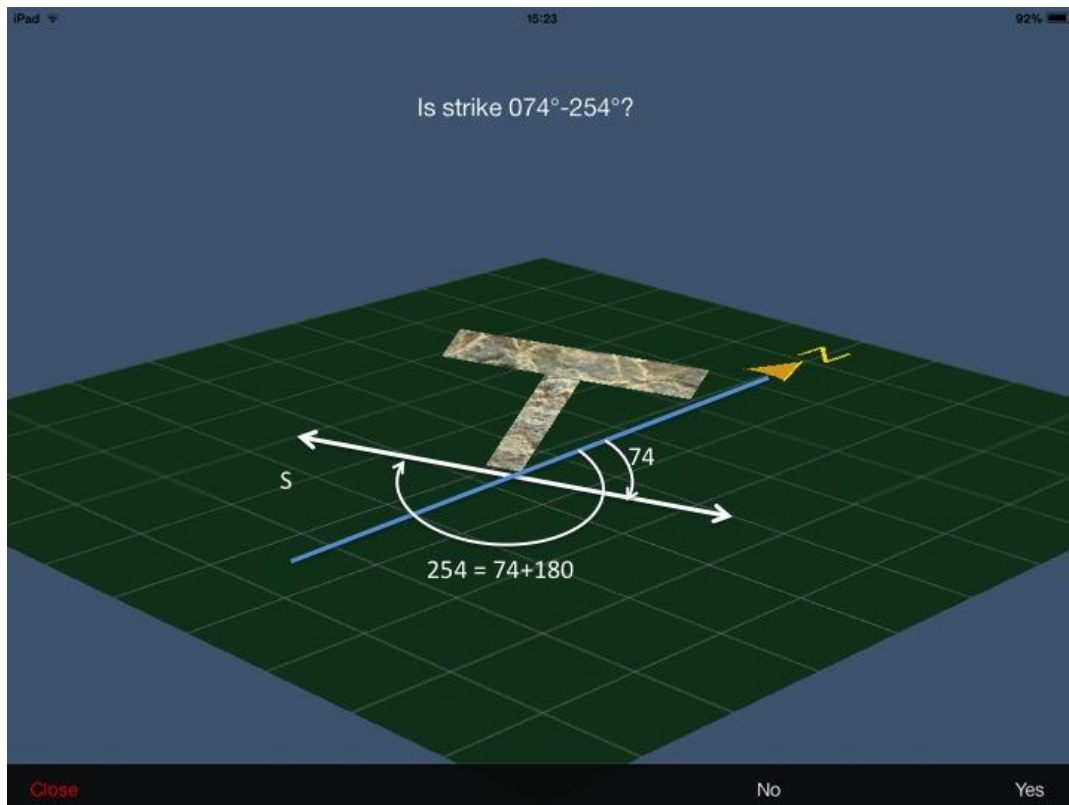 iPad 15:23 92%
Is strike 074°-254°?
N
74
S
254 = 74+180
Close No Yes